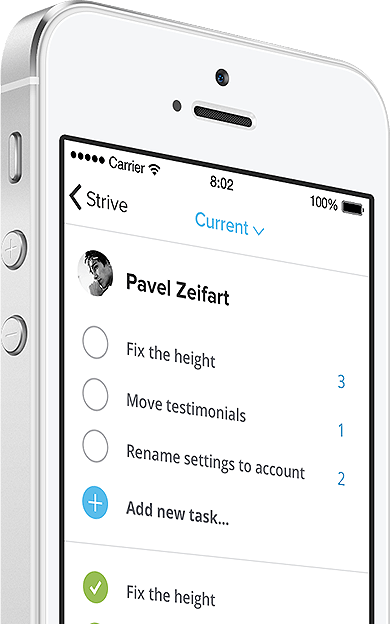 Carrier
8:02
100%
Strive
Current
Pavel Zeifart
Fix the height
3
Move testimonials
1
Rename settings to account
2
Add new task...
Fix the height